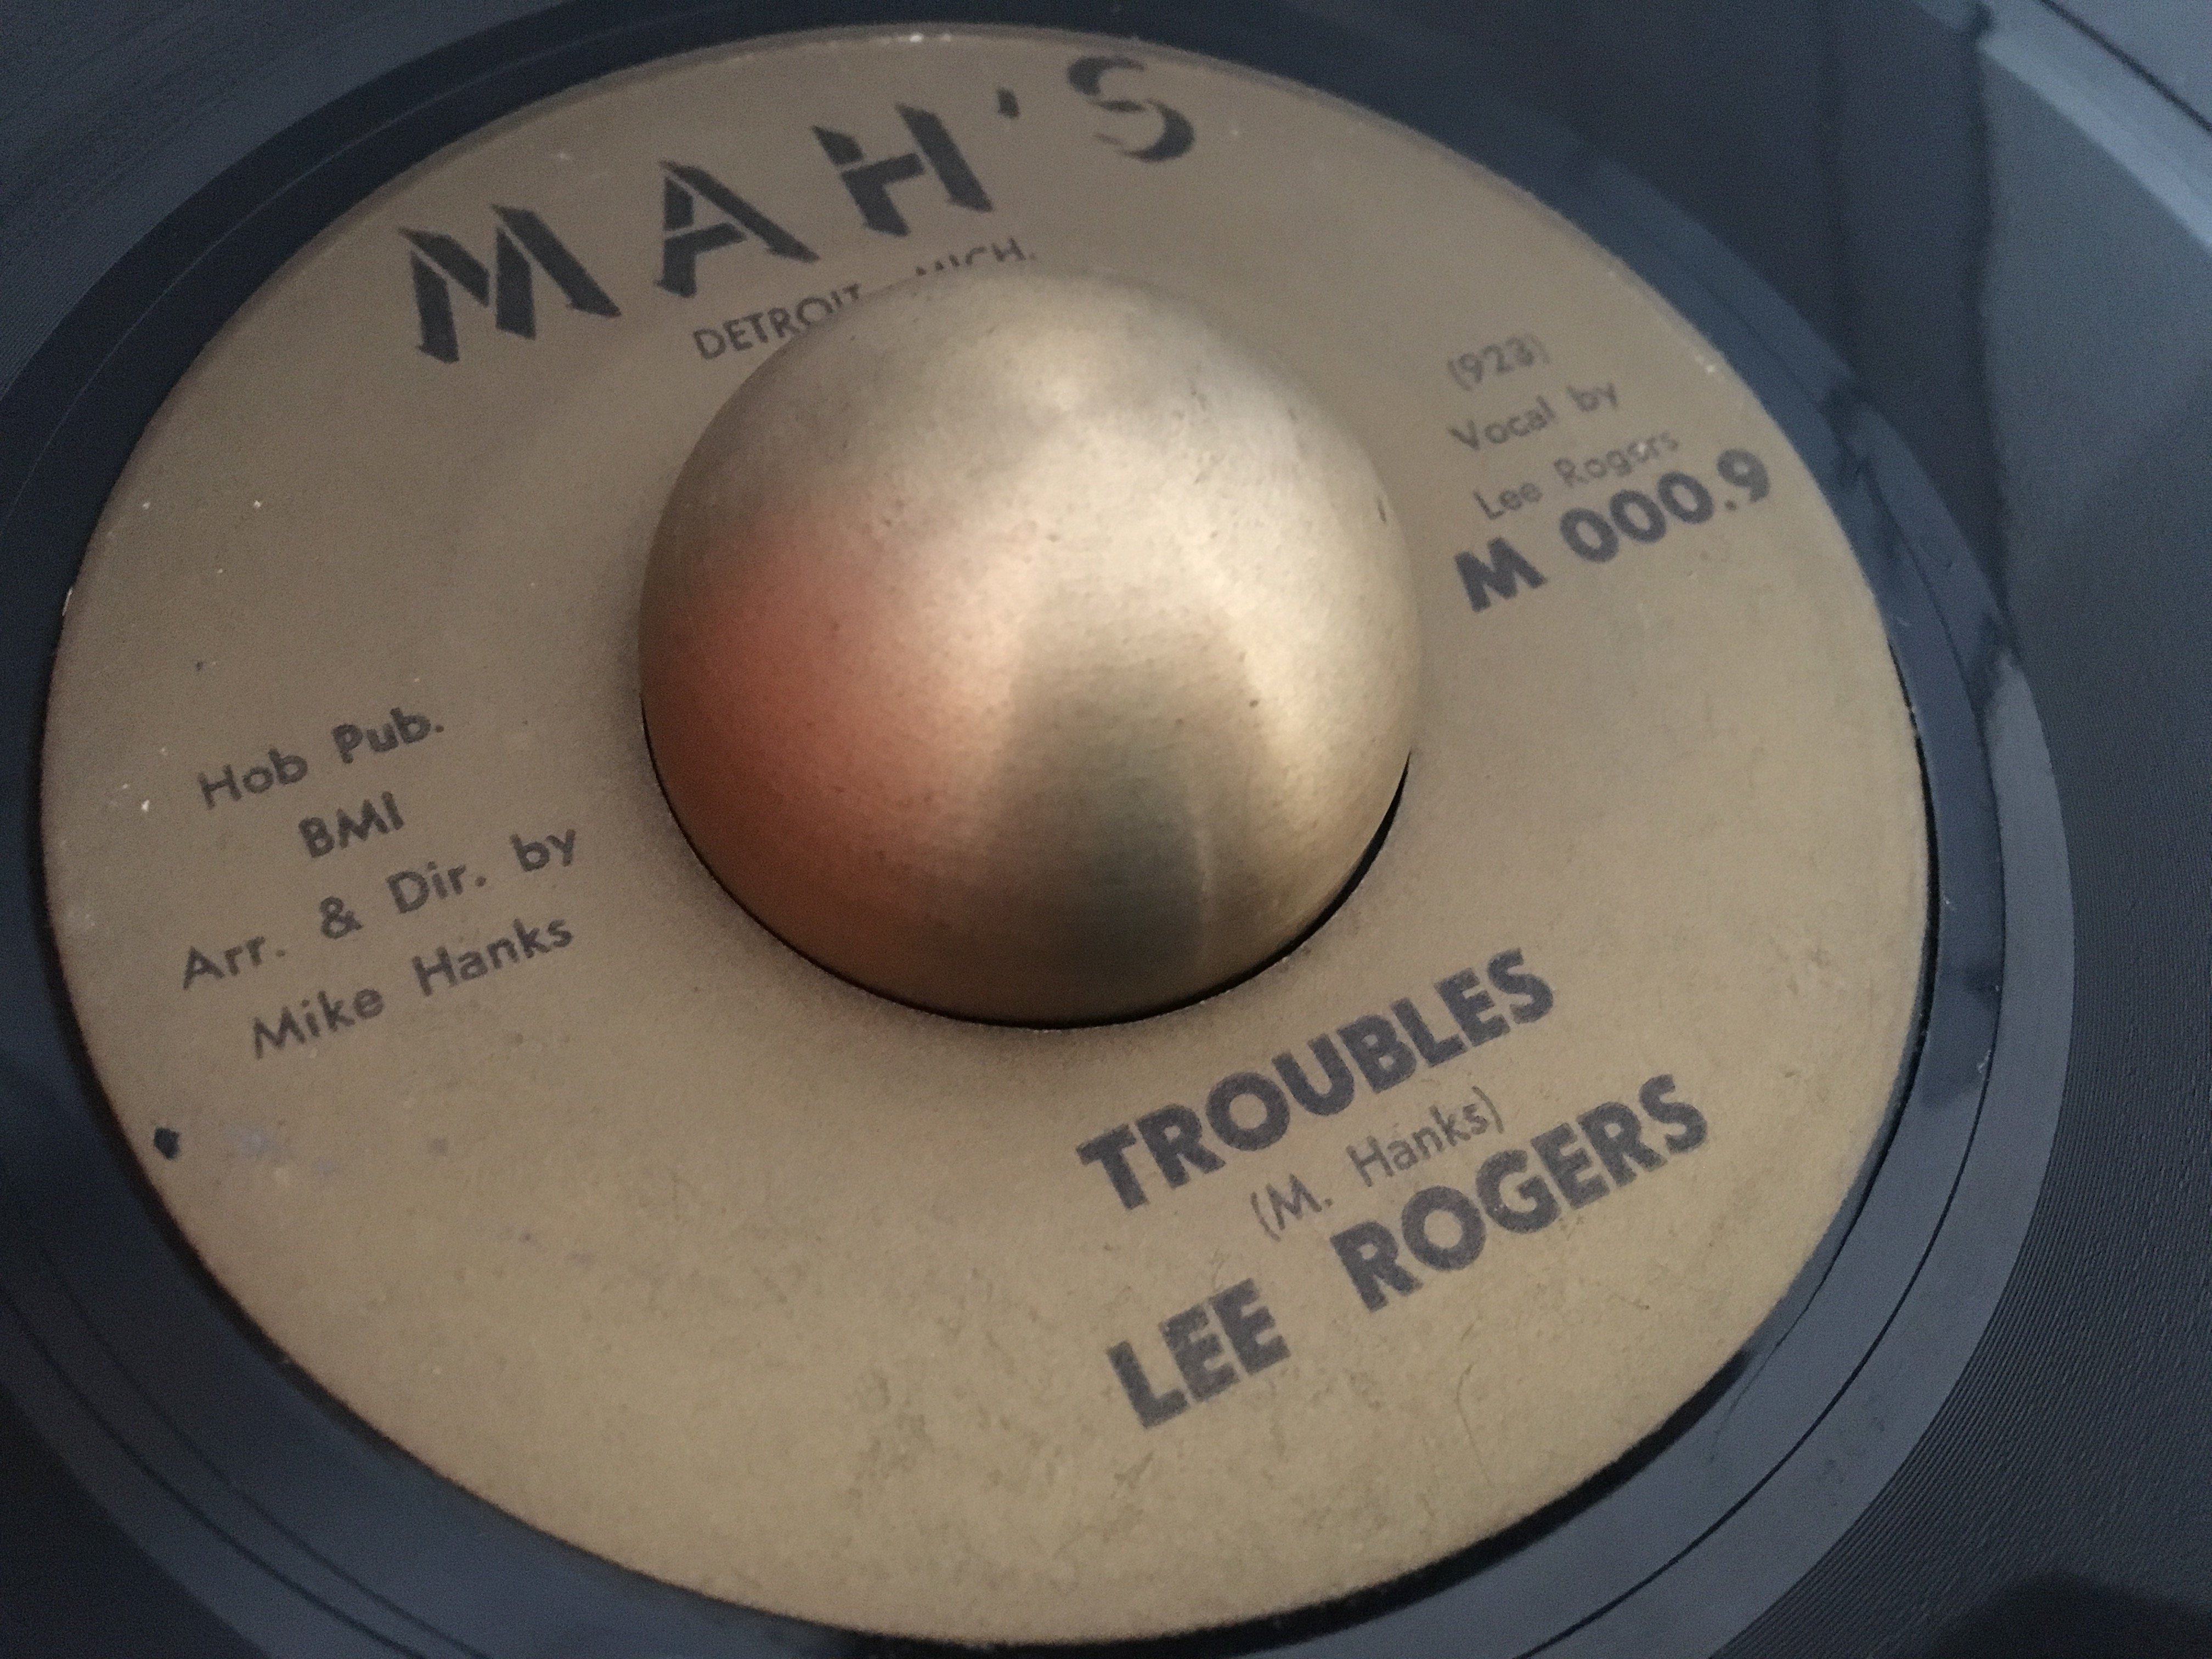 MAH'S
DETROIT MICH.
(923)
Vocal by
Lee Rogers
M 000.9
Hob Pub.
BMI
Arr. & Dir. by
Mike Hanks
TROUBLES
(M. Hanks)
LEE ROGERS